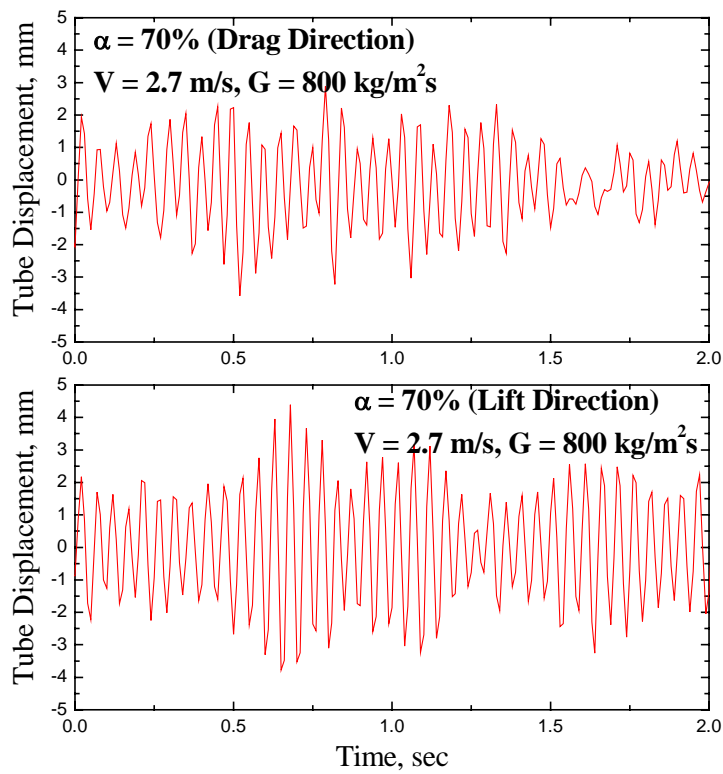 5
4
3
2
1
0
-1
-2
-3
-4
-5
Tube Displacement, mm
α = 70% (Drag Direction)
V = 2.7 m/s, G = 800 kg/m²s
0.0 0.5 1.0 1.5 2.0
5
4
3
2
1
0
-1
-2
-3
-4
-5
Tube Displacement, mm
α = 70% (Lift Direction)
V = 2.7 m/s, G = 800 kg/m²s
0.0 0.5 1.0 1.5 2.0
Time, sec